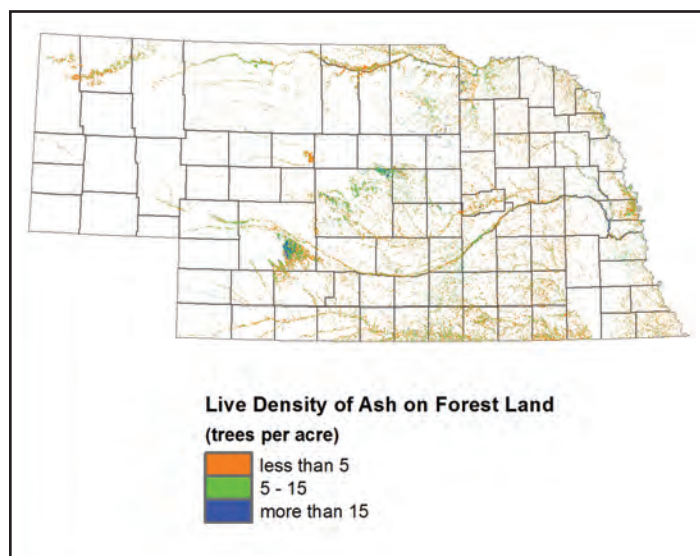 Live Density of Ash on Forest Land
(trees per acre)
less than 5
5 - 15
more than 15